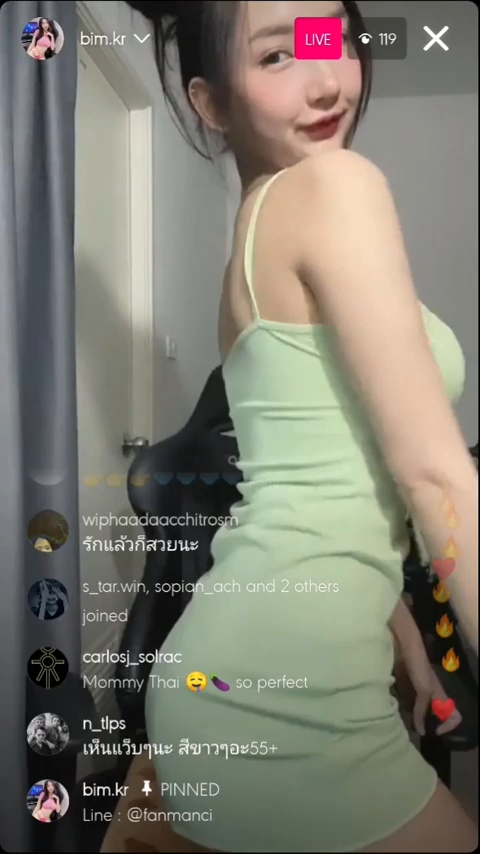 bim.kr
LIVE
119
wiphaadaacchitrosm
รักแล้วก็สวยนะ
s_tar.win, sopian_ach and 2 others
joined
carlosj_solrac
Mommy Thai 🤤🍆 so perfect
n_tlps
เห็นแว็บๆนะ สีขาวๆอะ55+
bim.kr 📌 PINNED
Line : @fanmanci